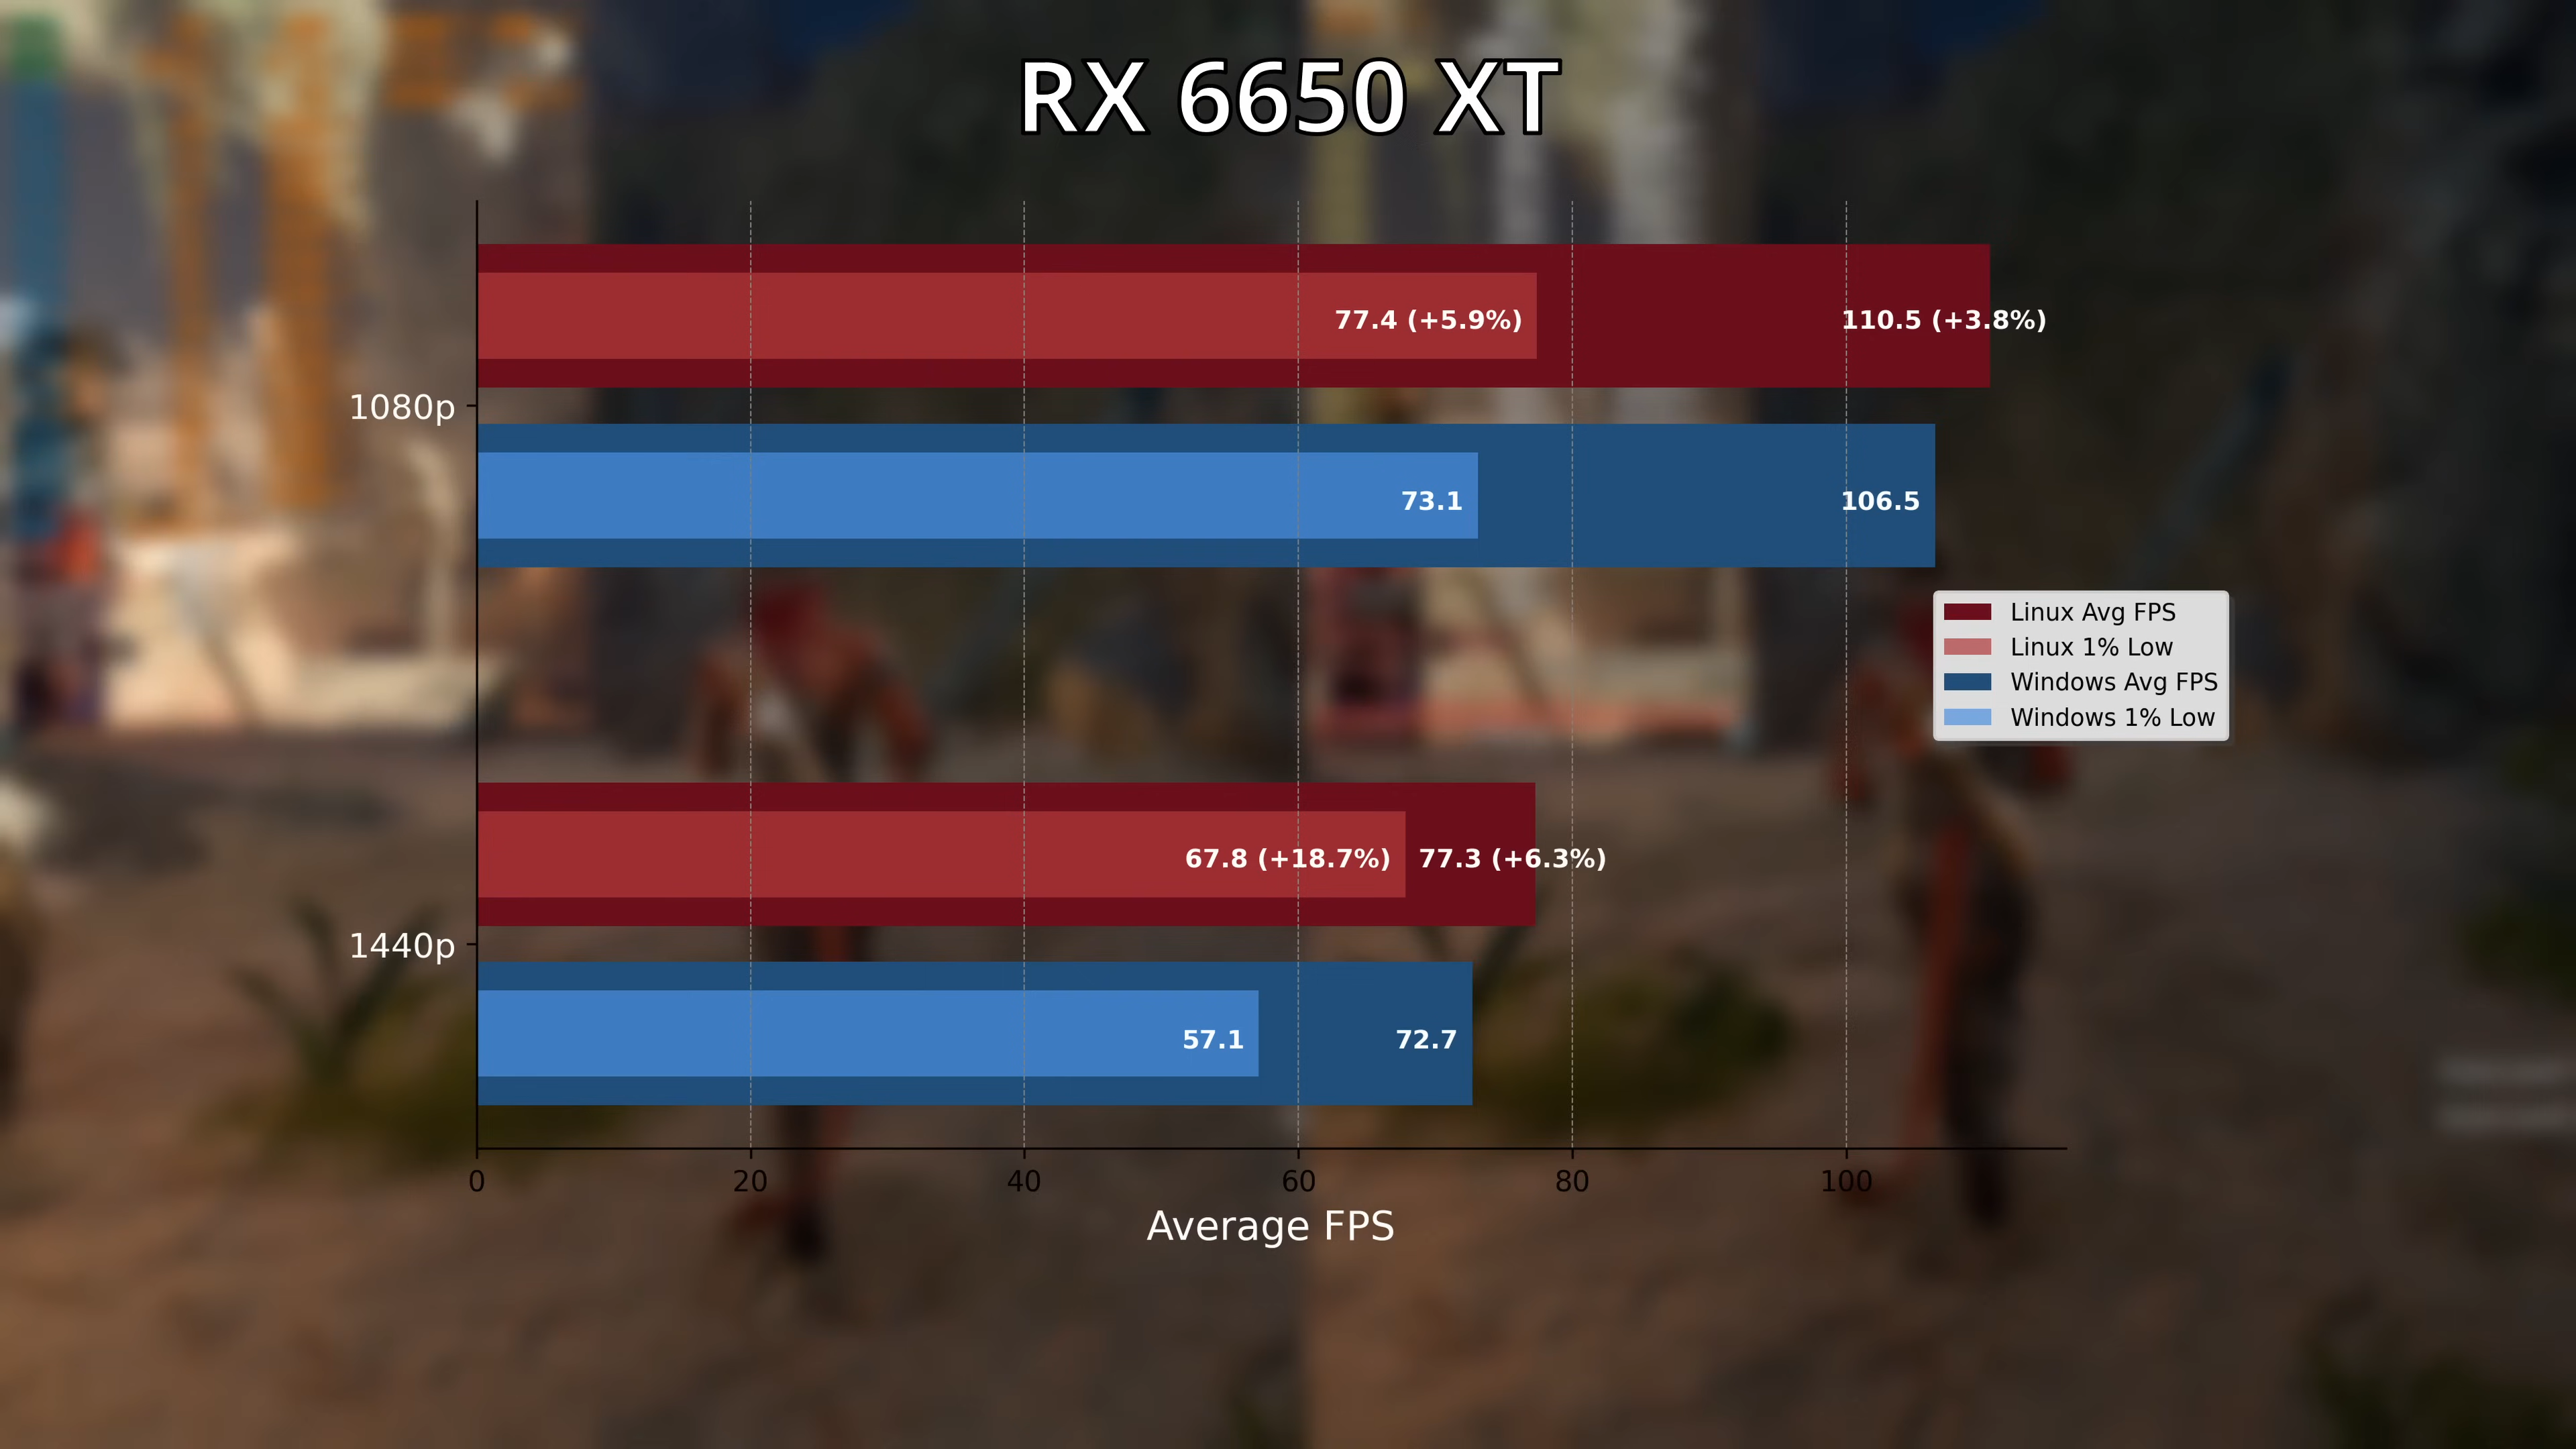 RX 6650 XT
77.4 (+5.9%) 110.5 (+3.8%)
1080p
73.1 106.5
Linux Avg FPS
Linux 1% Low
Windows Avg FPS
Windows 1% Low
67.8 (+18.7%) 77.3 (+6.3%)
1440p
57.1 72.7
0 20 40 60 80 100
Average FPS